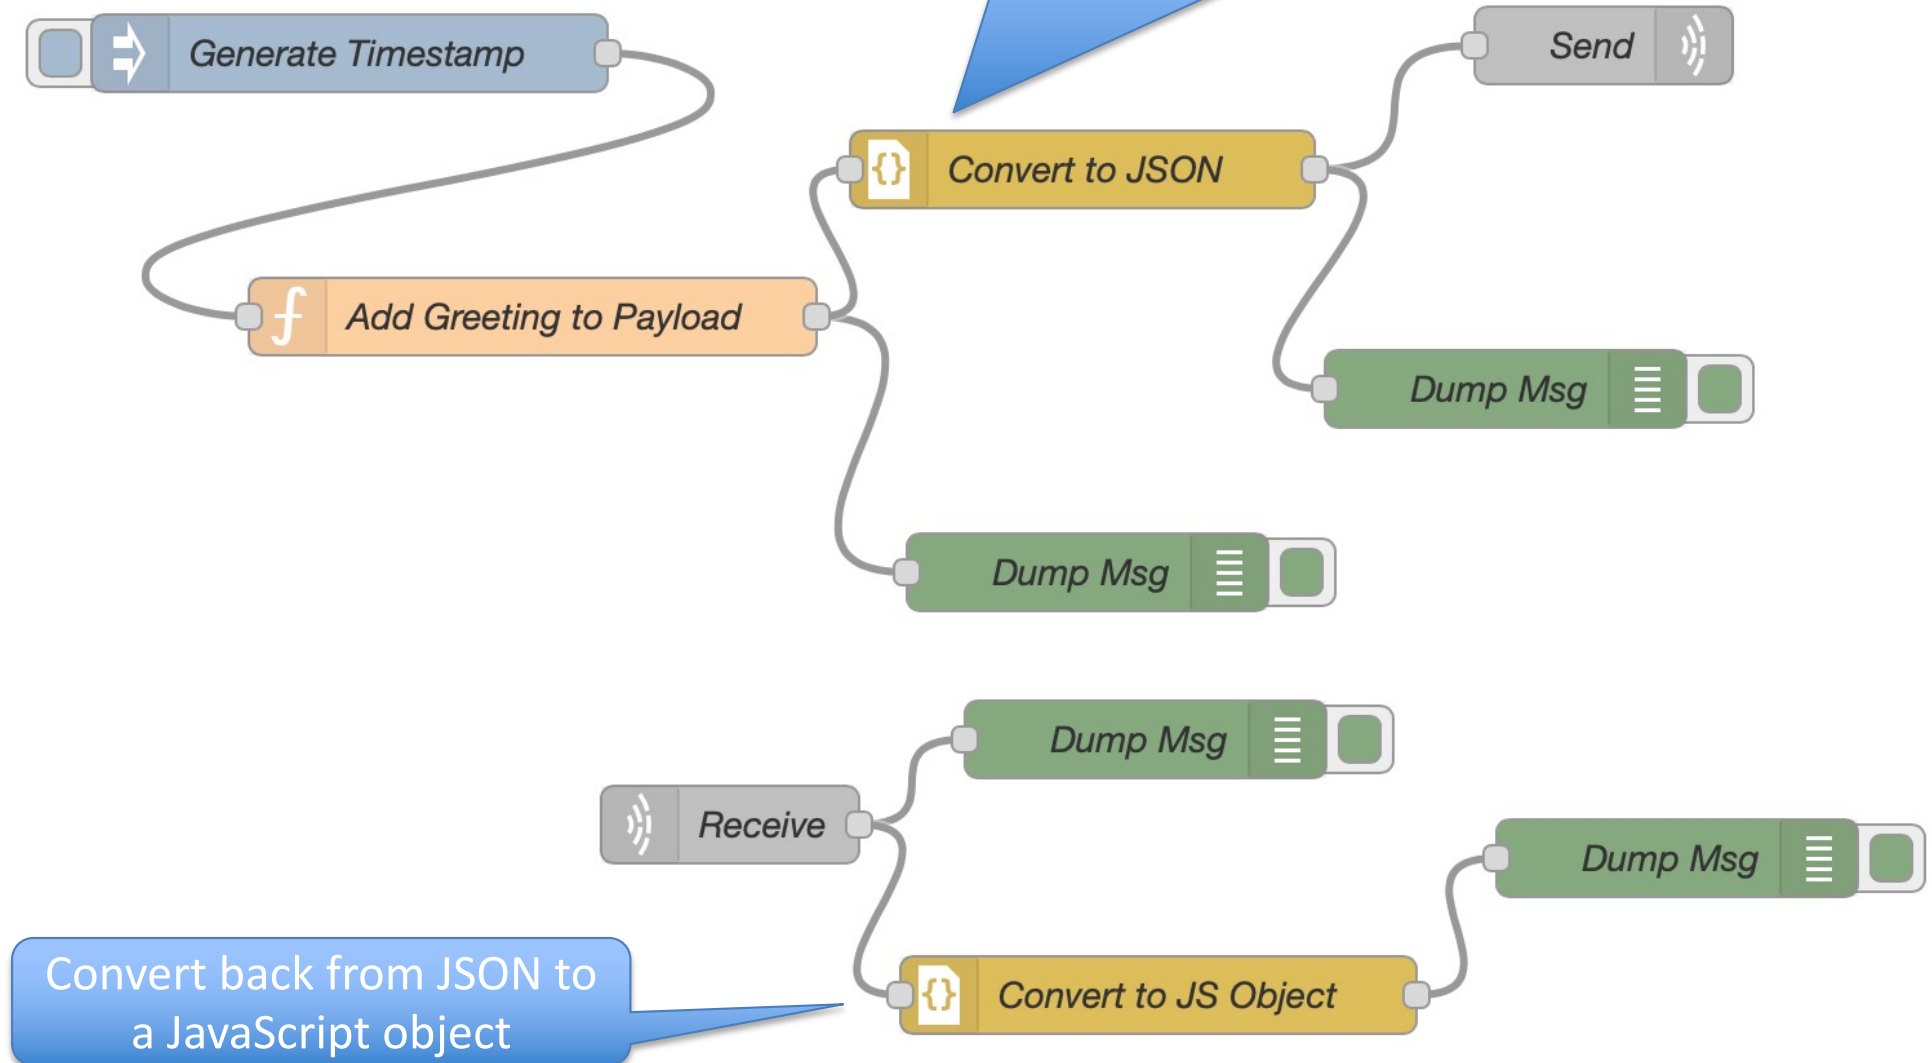 Generate Timestamp
Send
Convert to JSON
Add Greeting to Payload
Dump Msg
Dump Msg
Dump Msg
Receive
Dump Msg
Convert back from JSON to
a JavaScript object
Convert to JS Object